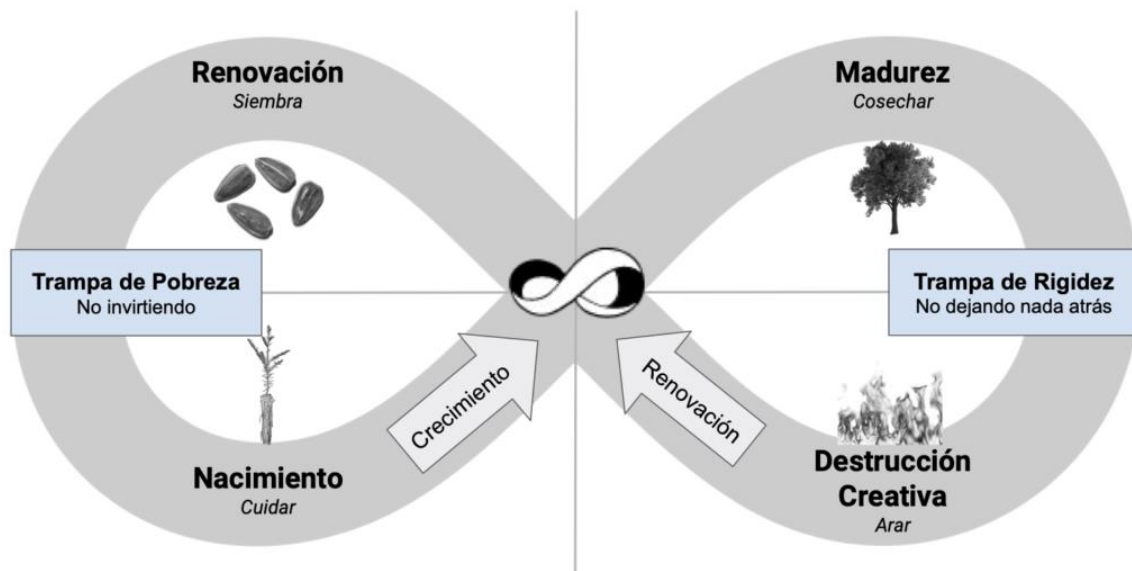 Renovación
Siembra
Madurez
Cosechar
Trampa de Pobreza
No invirtiendo
Trampa de Rigidez
No dejando nada atrás
Crecimiento
Renovación
Nacimiento
Cuidar
Destrucción
Creativa
Arar